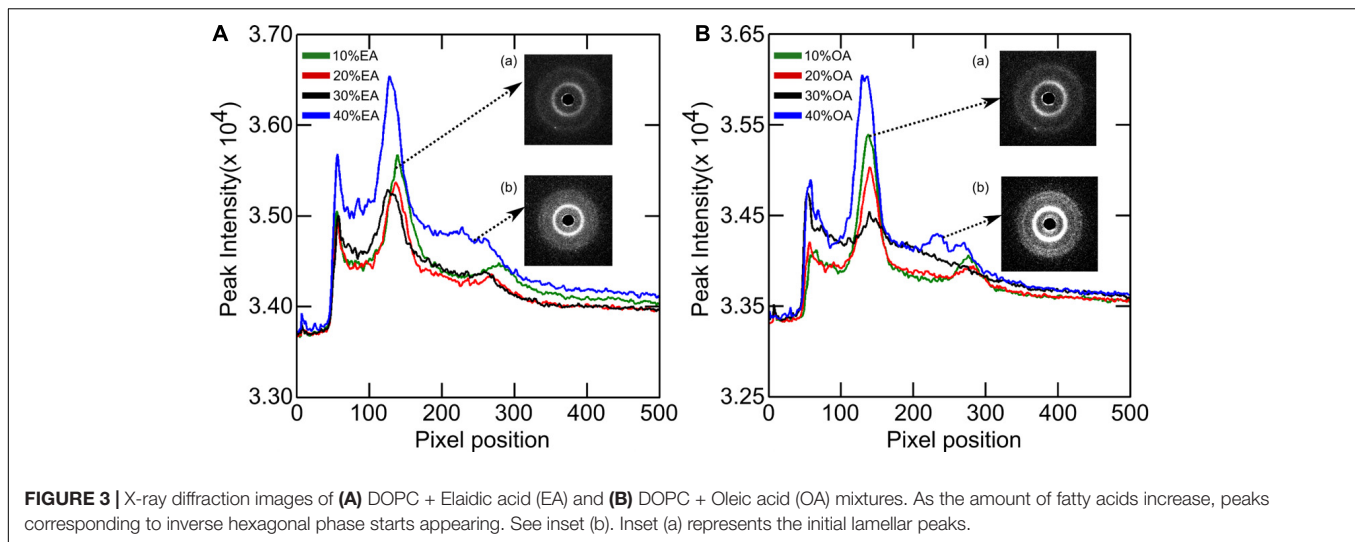 A
3.70
3.60
3.50
3.40
3.30
Peak Intensity(x 10⁴)
10%EA
20%EA
30%EA
40%EA
(a)
(b)
0 100 200 300 400 500
Pixel position
B
3.65
3.55
3.45
3.35
3.25
Peak Intensity(x 10⁴)
10%OA
20%OA
30%OA
40%OA
(a)
(b)
0 100 200 300 400 500
Pixel position
FIGURE 3 | X-ray diffraction images of (A) DOPC + Elaidic acid (EA) and (B) DOPC + Oleic acid (OA) mixtures. As the amount of fatty acids increase, peaks
corresponding to inverse hexagonal phase starts appearing. See inset (b). Inset (a) represents the initial lamellar peaks.